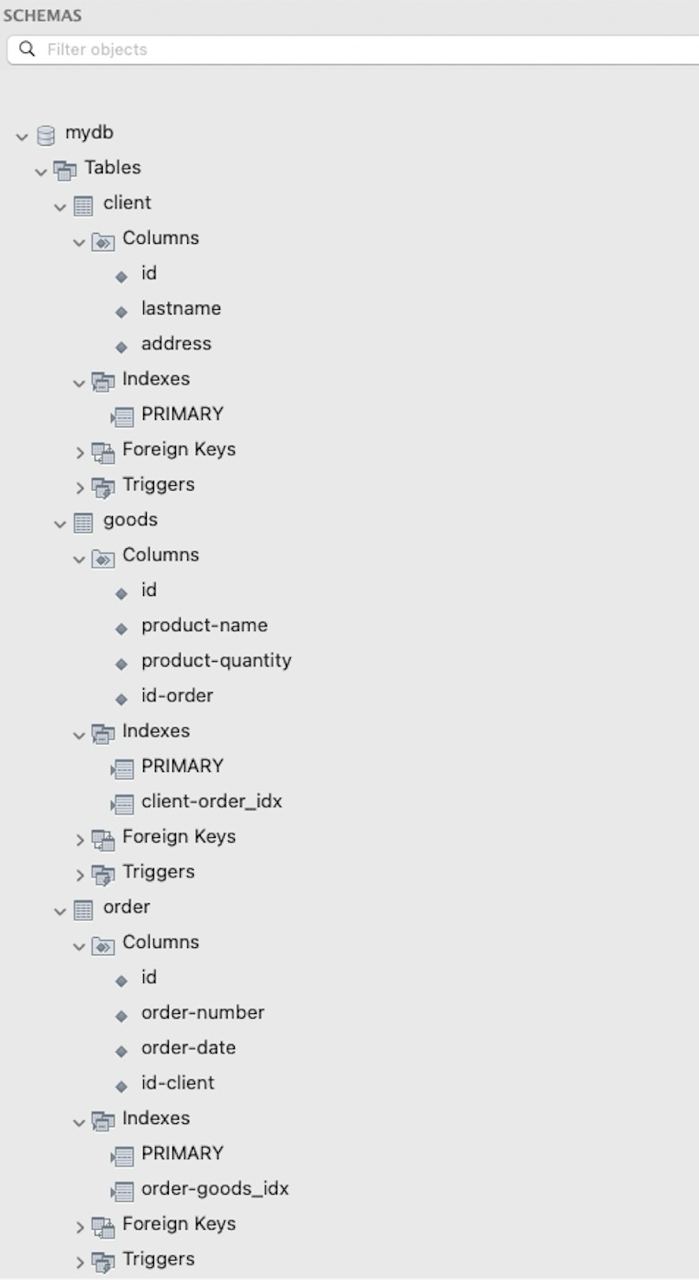 SCHEMAS
Filter objects
mydb
Tables
client
Columns
id
lastname
address
Indexes
PRIMARY
Foreign Keys
Triggers
goods
Columns
id
product-name
product-quantity
id-order
Indexes
PRIMARY
client-order_idx
Foreign Keys
Triggers
order
Columns
id
order-number
order-date
id-client
Indexes
PRIMARY
order-goods_idx
Foreign Keys
Triggers